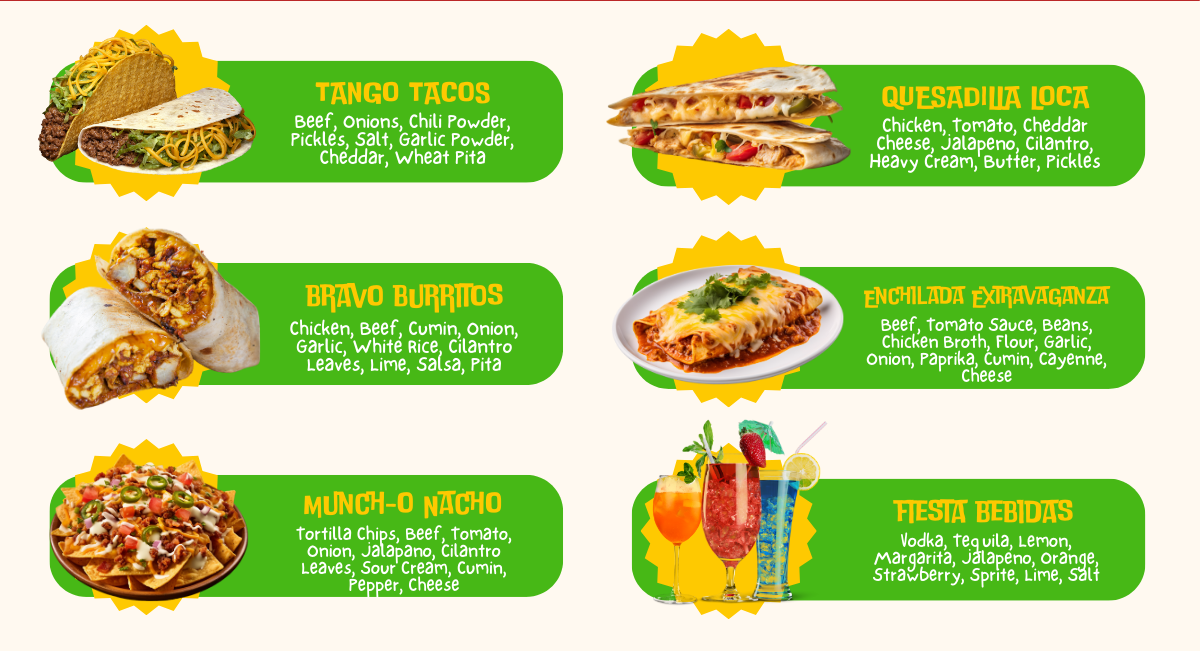 TANGO TACOS
Beef, Onions, Chili Powder,
Pickles, Salt, Garlic Powder,
Cheddar, Wheat Pita
QUESADILLA LOCA
Chicken, Tomato, Cheddar
Cheese, Jalapeno, Cilantro,
Heavy Cream, Butter, Pickles
BRAVO BURRITOS
Chicken, Beef, Cumin, Onion,
Garlic, White Rice, Cilantro
Leaves, Lime, Salsa, Pita
ENCHILADA EXTRAVAGANZA
Beef, Tomato Sauce, Beans,
Chicken Broth, Flour, Garlic,
Onion, Paprika, Cumin, Cayenne,
Cheese
MUNCH-O NACHO
Tortilla Chips, Beef, Tomato,
Onion, Jalapano, Cilantro
Leaves, Sour Cream, Cumin,
Pepper, Cheese
FIESTA BEBIDAS
Vodka, Tequila, Lemon,
Margarita, Jalapeno, Orange,
Strawberry, Sprite, Lime, Salt